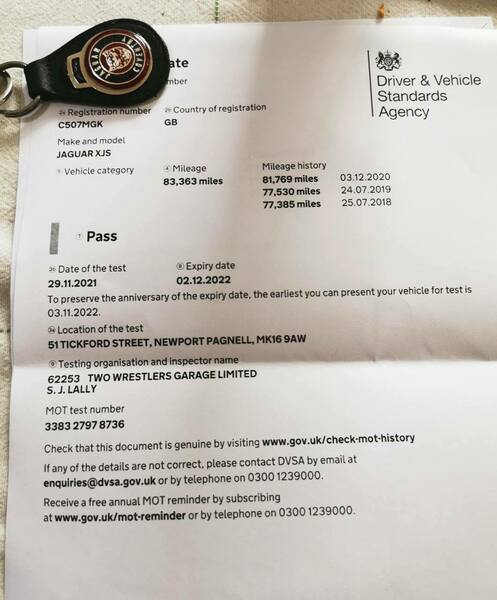 JAGUAR
DAIMLER
ate
mber
Driver & Vehicle
Standards
Agency
Registration number
Country of registration
C507MGK
GB
Make and model
JAGUAR XJS
Vehicle category
4 Mileage
Mileage history
83,363 miles
81,769 miles 03.12.2020
77,530 miles 24.07.2019
77,385 miles 25.07.2018
7 Pass
Date of the test
8 Expiry date
29.11.2021
02.12.2022
To preserve the anniversary of the expiry date, the earliest you can present your vehicle for test is
03.11.2022.
Location of the test
51 TICKFORD STREET, NEWPORT PAGNELL, MK16 9AW
9 Testing organisation and inspector name
62253 TWO WRESTLERS GARAGE LIMITED
S. J. LALLY
MOT test number
3383 2797 8736
Check that this document is genuine by visiting www.gov.uk/check-mot-history
If any of the details are not correct, please contact DVSA by email at
enquiries@dvsa.gov.uk or by telephone on 0300 1239000.
Receive a free annual MOT reminder by subscribing
at www.gov.uk/mot-reminder or by telephone on 0300 1239000.